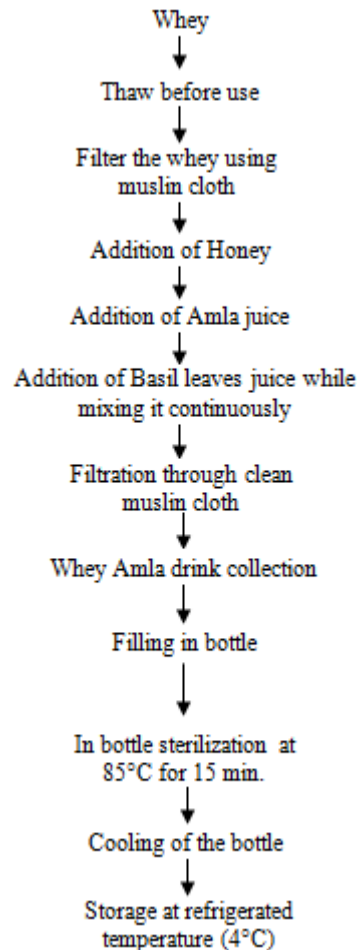 Whey
Thaw before use
Filter the whey using
muslin cloth
Addition of Honey
Addition of Amla juice
Addition of Basil leaves juice while
mixing it continuously
Filtration through clean
muslin cloth
Whey Amla drink collection
Filling in bottle
In bottle sterilization at
85°C for 15 min.
Cooling of the bottle
Storage at refrigerated
temperature (4°C)